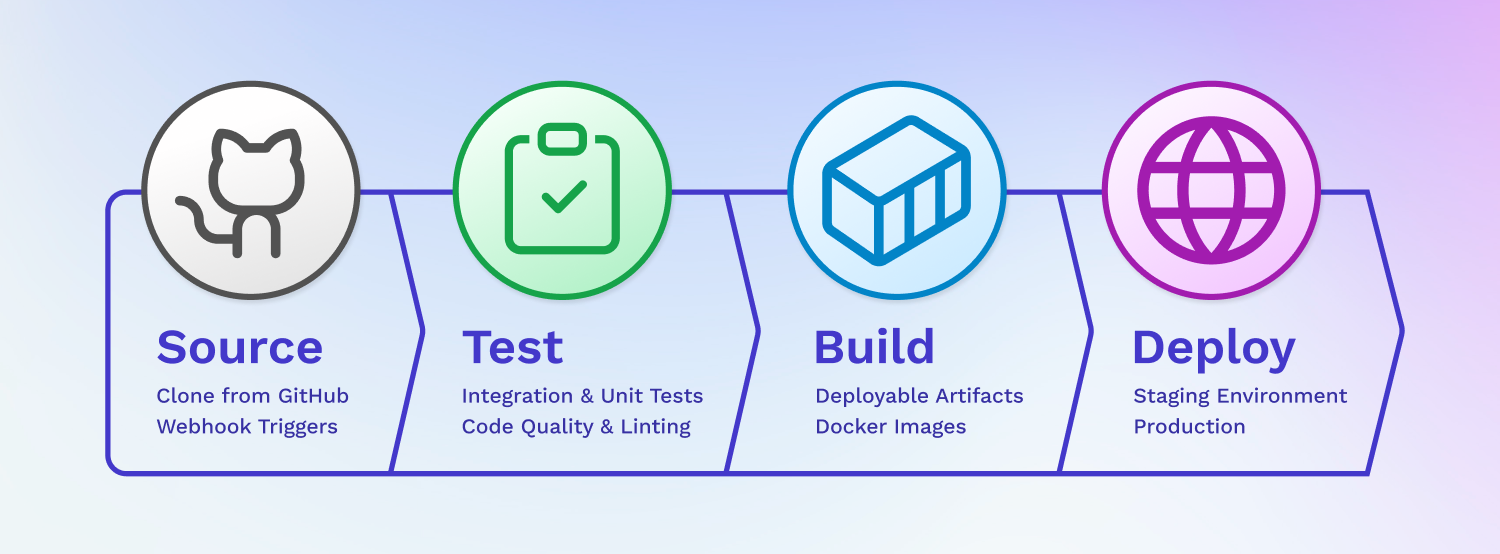 Source
Clone from GitHub
Webhook Triggers
Test
Integration & Unit Tests
Code Quality & Linting
Build
Deployable Artifacts
Docker Images
Deploy
Staging Environment
Production